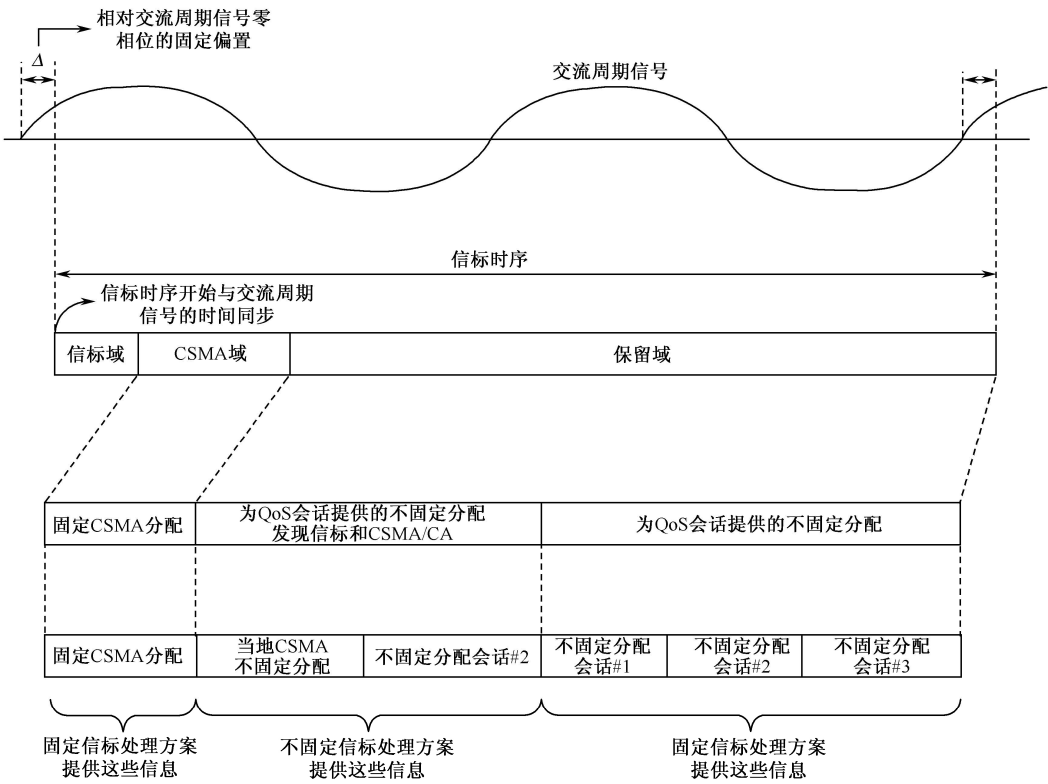 相对交流周期信号零
相位的固定偏置
Δ
交流周期信号
信标时序
信标时序开始与交流周期
信号的时间同步
信标域
CSMA域
保留域
固定CSMA分配
为QoS会话提供的不固定分配
发现信标和CSMA/CA
为QoS会话提供的不固定分配
固定CSMA分配
当地CSMA
不固定分配
不固定分配会话#2
不固定分配
会话#1
不固定分配
会话#2
不固定分配
会话#3
固定信标处理方案
提供这些信息
不固定信标处理方案
提供这些信息
固定信标处理方案
提供这些信息